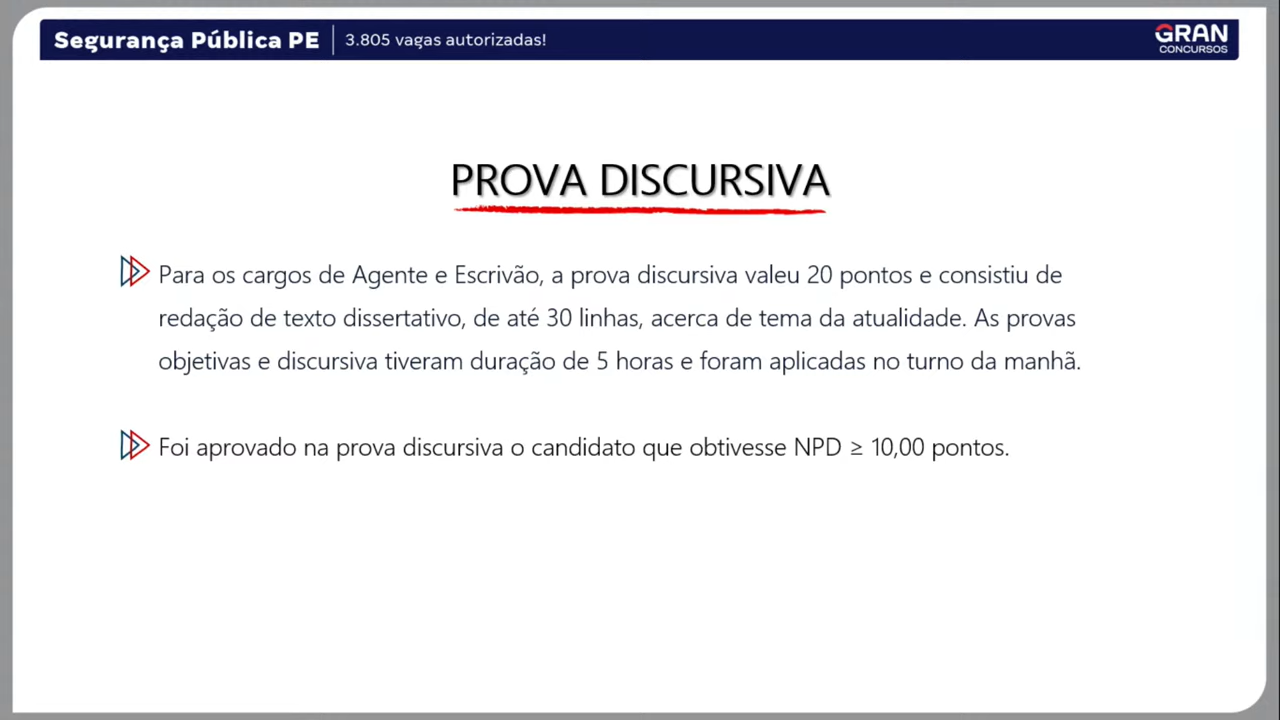 Segurança Pública PE | 3.805 vagas autorizadas!
GRAN
CONCURSOS
PROVA DISCURSIVA
Para os cargos de Agente e Escrivão, a prova discursiva valeu 20 pontos e consistiu de
redação de texto dissertativo, de até 30 linhas, acerca de tema da atualidade. As provas
objetivas e discursiva tiveram duração de 5 horas e foram aplicadas no turno da manhã.
Foi aprovado na prova discursiva o candidato que obtivesse NPD ≥ 10,00 pontos.